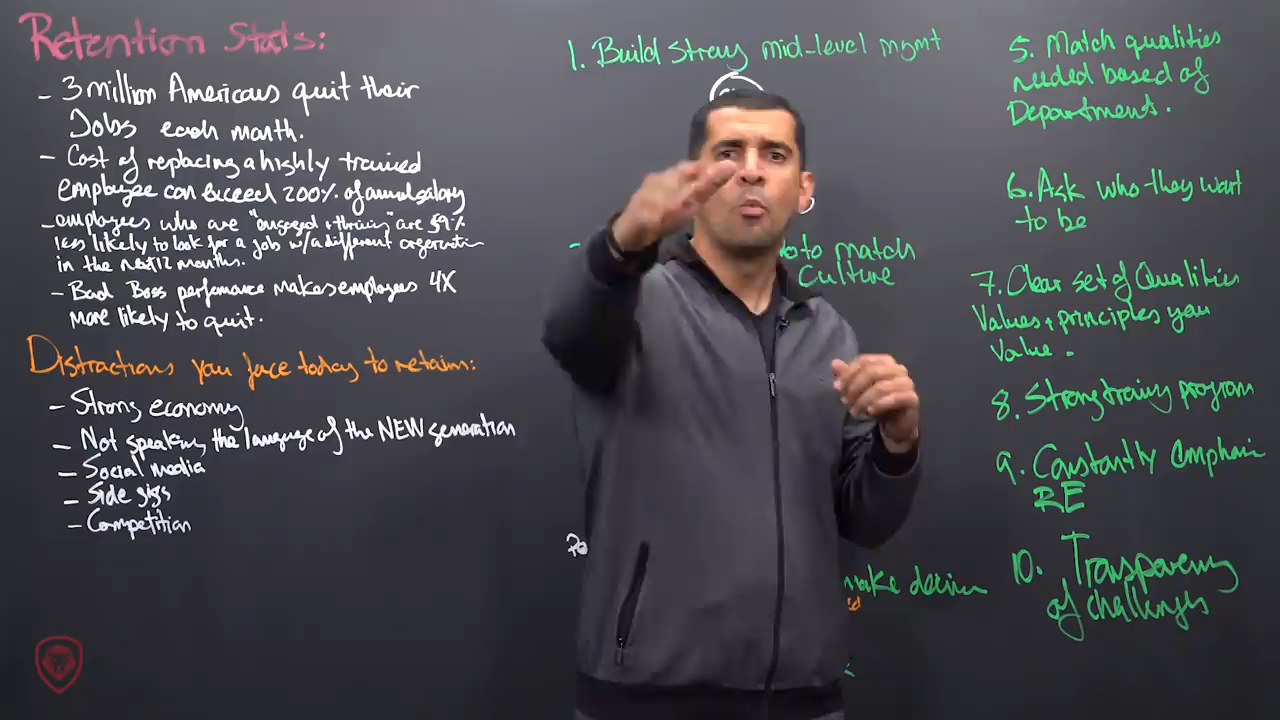 Retention Stats:
- 3 million Americans quit their
Jobs each month.
- Cost of replacing a highly trained
employee can exceed 200% of annual salary
- employees who are "engaged + thriving" are 59%
less likely to look for a job w/a different organization
in the next 12 months.
- Bad Boss performance makes employees 4X
more likely to quit.
Distractions you face today to retain:
- Strong economy
- Not speaking the language of the NEW generation
- Social media
- Side gigs
- Competition
1. Build Strong mid-level mgmt
to match
Culture
70
make decision
5. Match qualities
needed based of
Department.
6. Ask who they want
to be
7. Clear set of Qualities
Values + principles you
Value.
8. Strong training program
9. Constantly emphasize
RE
10. Transparency
of challenges